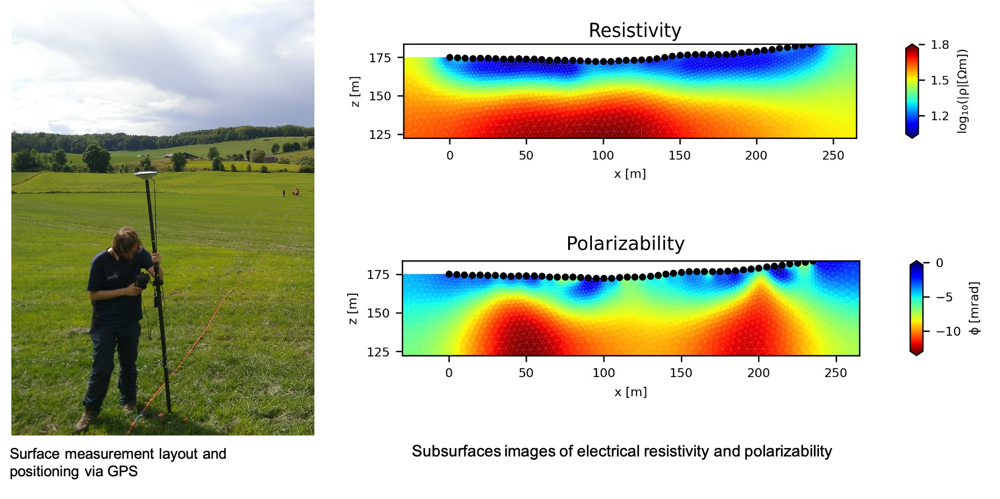 Resistivity
175
150
125
z [m]
0 50 100 150 200 250
x [m]
1.8
1.5
1.2
log₁₀(|ρ|[Ωm])
Polarizability
175
150
125
z [m]
0 50 100 150 200 250
x [m]
0
−5
−10
ϕ [mrad]
Surface measurement layout and
positioning via GPS
Subsurfaces images of electrical resistivity and polarizability